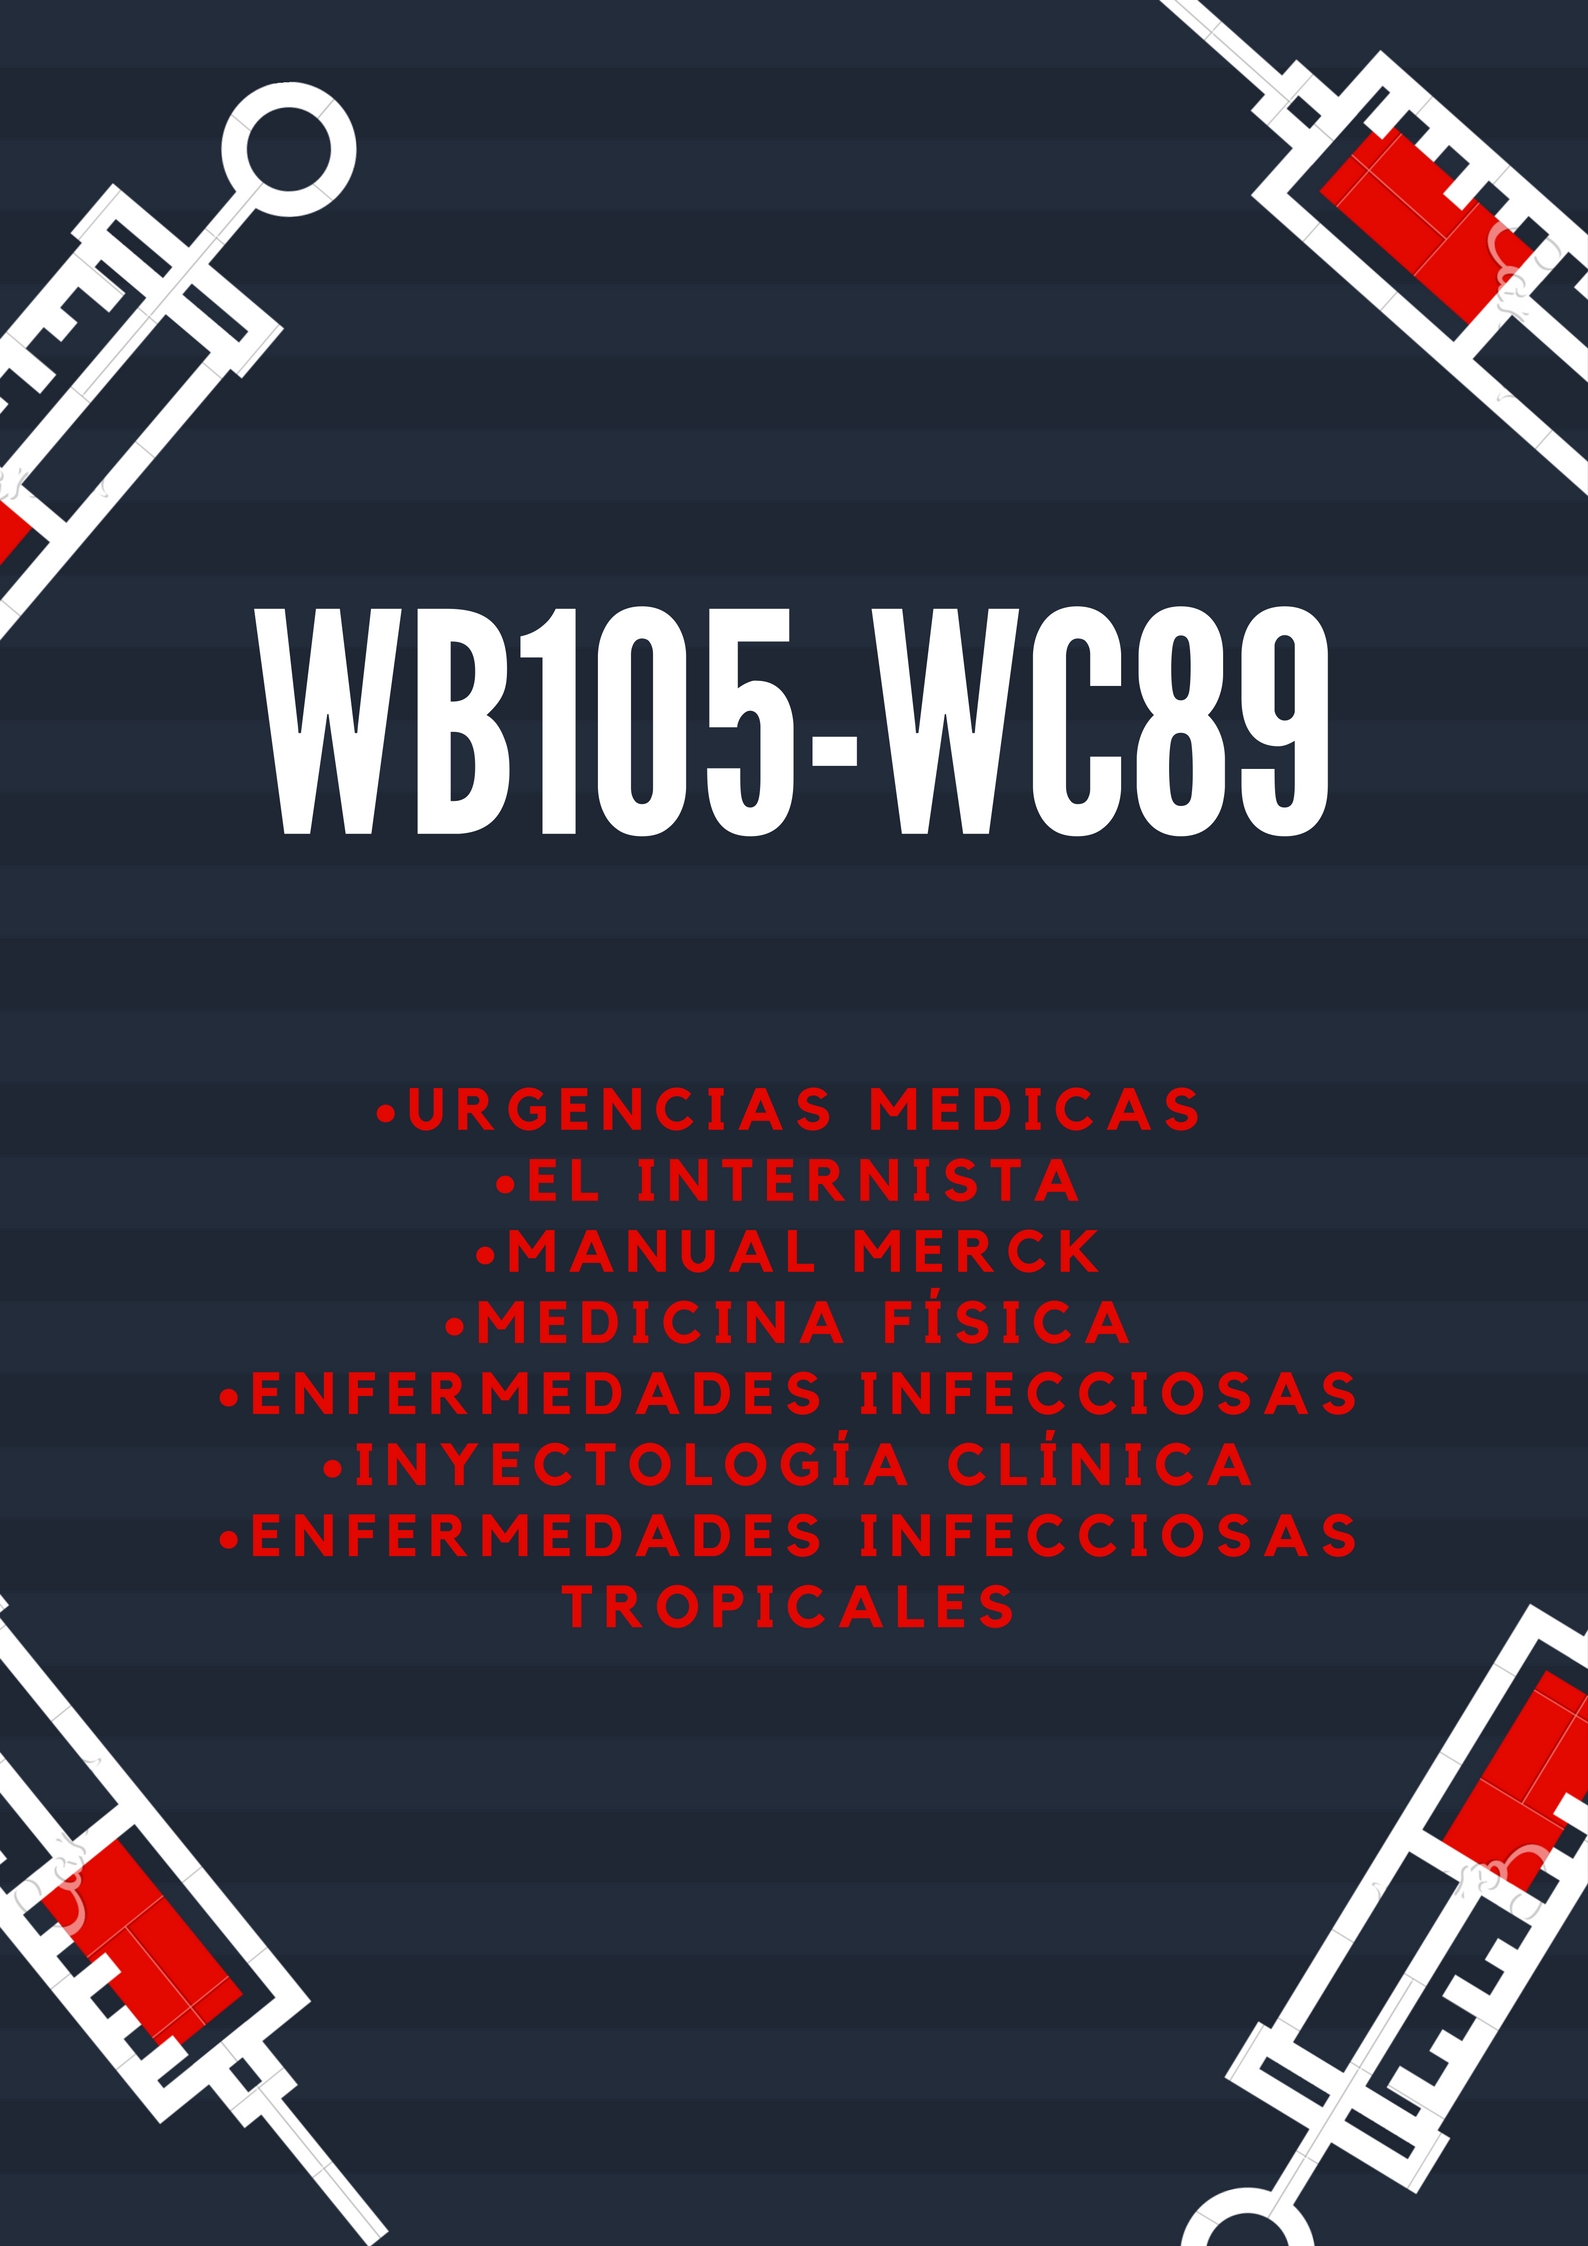 WB105-WC89
•URGENCIAS MEDICAS
•EL INTERNISTA
•MANUAL MERCK
•MEDICINA FÍSICA
•ENFERMEDADES INFECCIOSAS
•INYECTOLOGÍA CLÍNICA
•ENFERMEDADES INFECCIOSAS
TROPICALES